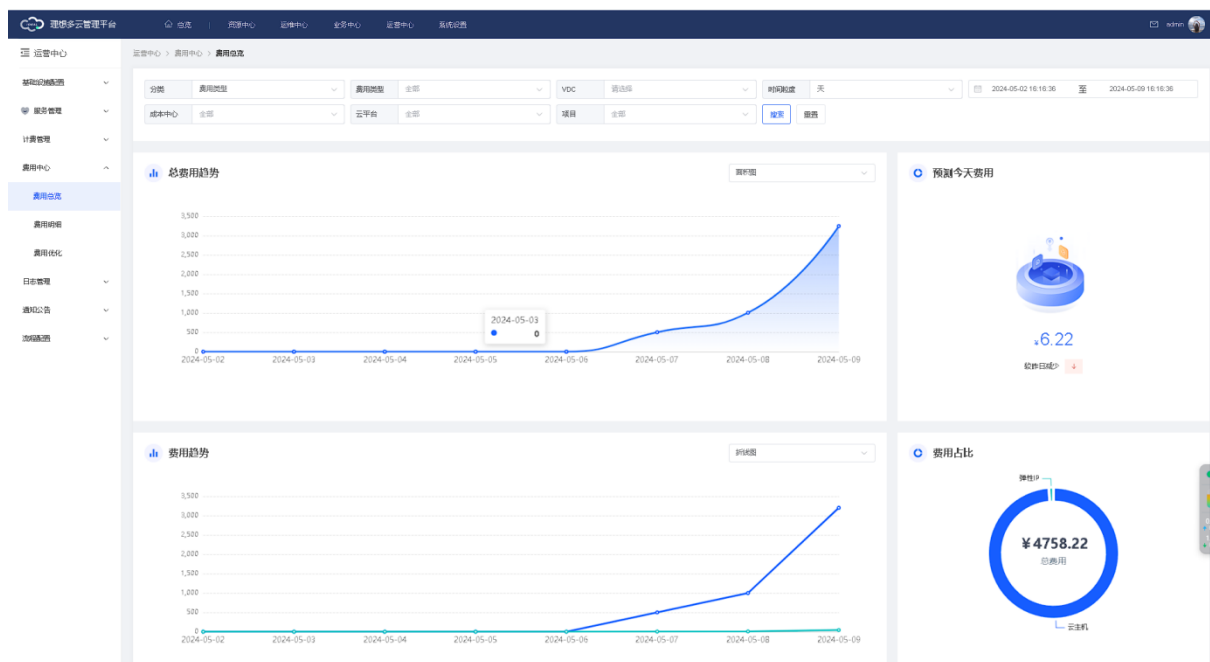 理想多云管理平台 总览 资源中心 运维中心 业务中心 运营中心 系统设置 admin
运营中心
运营中心 > 费用中心 > 费用总览
基础设施配置
服务管理
计费管理
费用中心
费用总览
费用明细
费用优化
日志管理
通知公告
流程配置
分类 费用类型 费用类型 全部 VDC 请选择 时间粒度 天 2024-05-02 16:16:36 至 2024-05-09 16:16:36
成本中心 全部 云平台 全部 项目 全部 搜索 重置
总费用趋势 面积图
3,500
3,000
2,500
2,000
1,500
1,000
500
0
2024-05-03
0
2024-05-02 2024-05-03 2024-05-04 2024-05-05 2024-05-06 2024-05-07 2024-05-08 2024-05-09
预测今天费用
¥6.22
较昨日减少
费用趋势 折线图
3,500
3,000
2,500
2,000
1,500
1,000
500
0
2024-05-02 2024-05-03 2024-05-04 2024-05-05 2024-05-06 2024-05-07 2024-05-08 2024-05-09
费用占比
弹性IP
¥4758.22
总费用
云主机